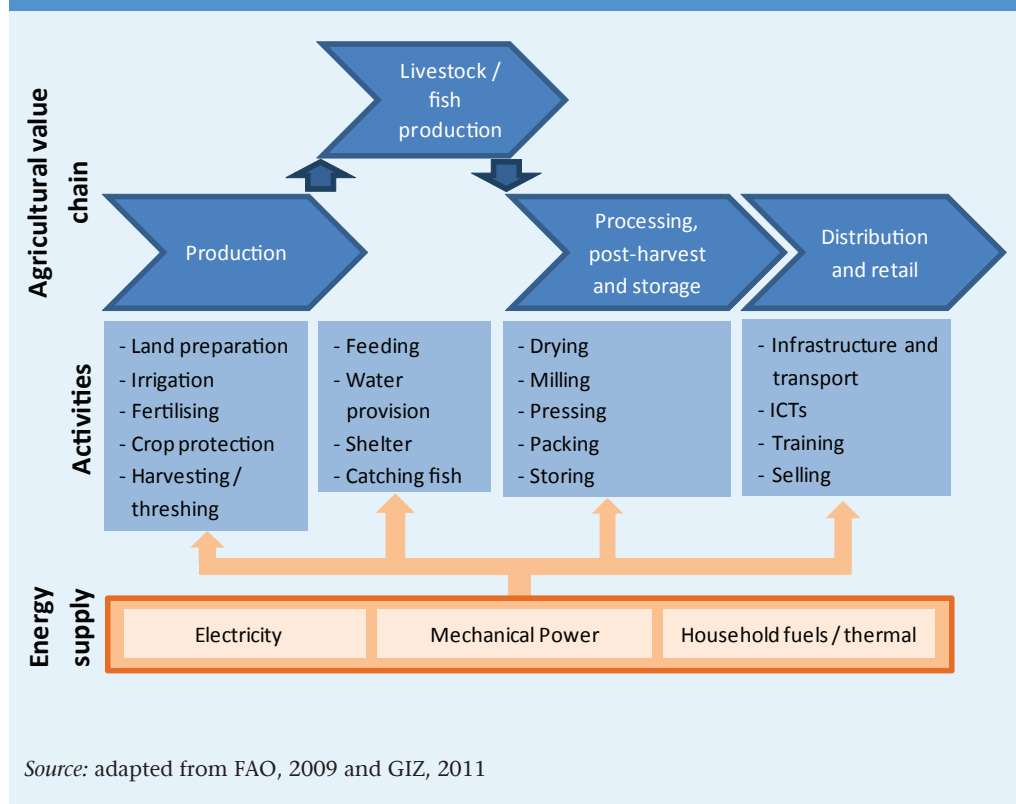 Agricultural value
chain
Livestock /
fish
production
Production
Processing,
post-harvest
and storage
Distribution
and retail
Activities
- Land preparation
- Irrigation
- Fertilising
- Crop protection
- Harvesting /
threshing
- Feeding
- Water
provision
- Shelter
- Catching fish
- Drying
- Milling
- Pressing
- Packing
- Storing
- Infrastructure and
transport
- ICTs
- Training
- Selling
Energy
supply
Electricity
Mechanical Power
Household fuels / thermal
Source: adapted from FAO, 2009 and GIZ, 2011